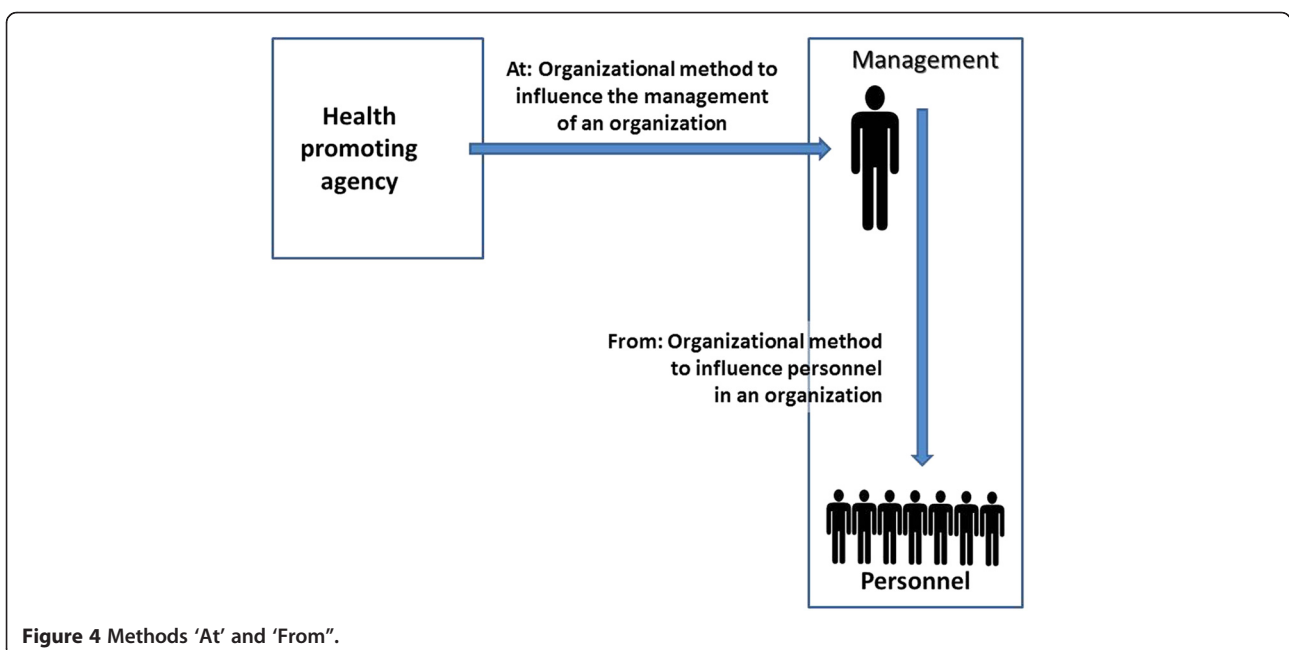 Health
promoting
agency
At: Organizational method to
influence the management
of an organization
Management
From: Organizational method
to influence personnel
in an organization
Personnel
Figure 4 Methods ‘At’ and ‘From”.